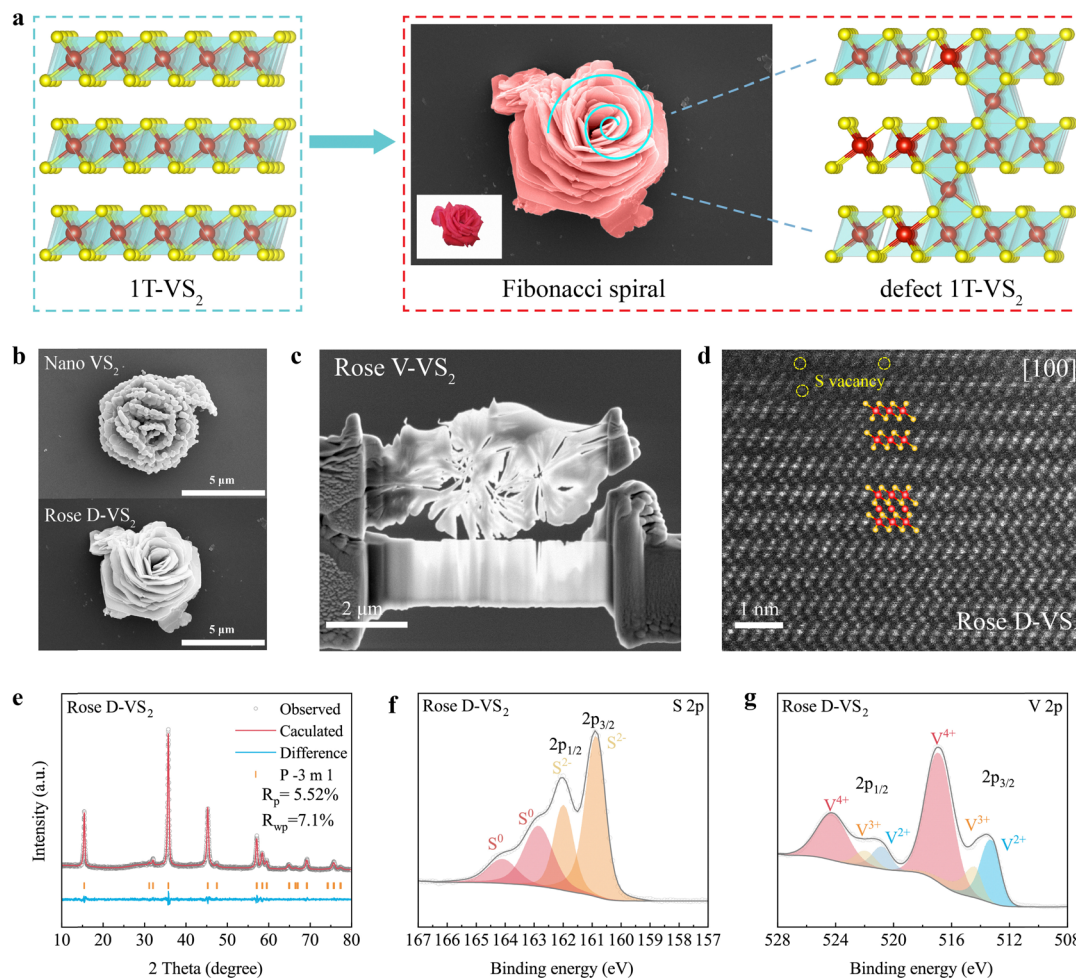 a
1T-VS2
Fibonacci spiral
defect 1T-VS2
b
Nano VS2
5 μm
Rose D-VS2
5 μm
c
Rose V-VS2
2 μm
d
[100]
S vacancy
1 nm
Rose D-VS
e
Rose D-VS2
Observed
Caculated
Difference
P -3 m 1
Rp= 5.52%
Rwp=7.1%
Intensity (a.u.)
10 20 30 40 50 60 70 80
2 Theta (degree)
f
Rose D-VS2
S 2p
2p3/2
2p1/2
S2-
S2-
S0
S0
167 166 165 164 163 162 161 160 159 158 157
Binding energy (eV)
g
Rose D-VS2
V 2p
V4+
2p1/2
2p3/2
V4+
V3+
V2+
V3+
V2+
528 524 520 516 512 508
Binding energy (eV)